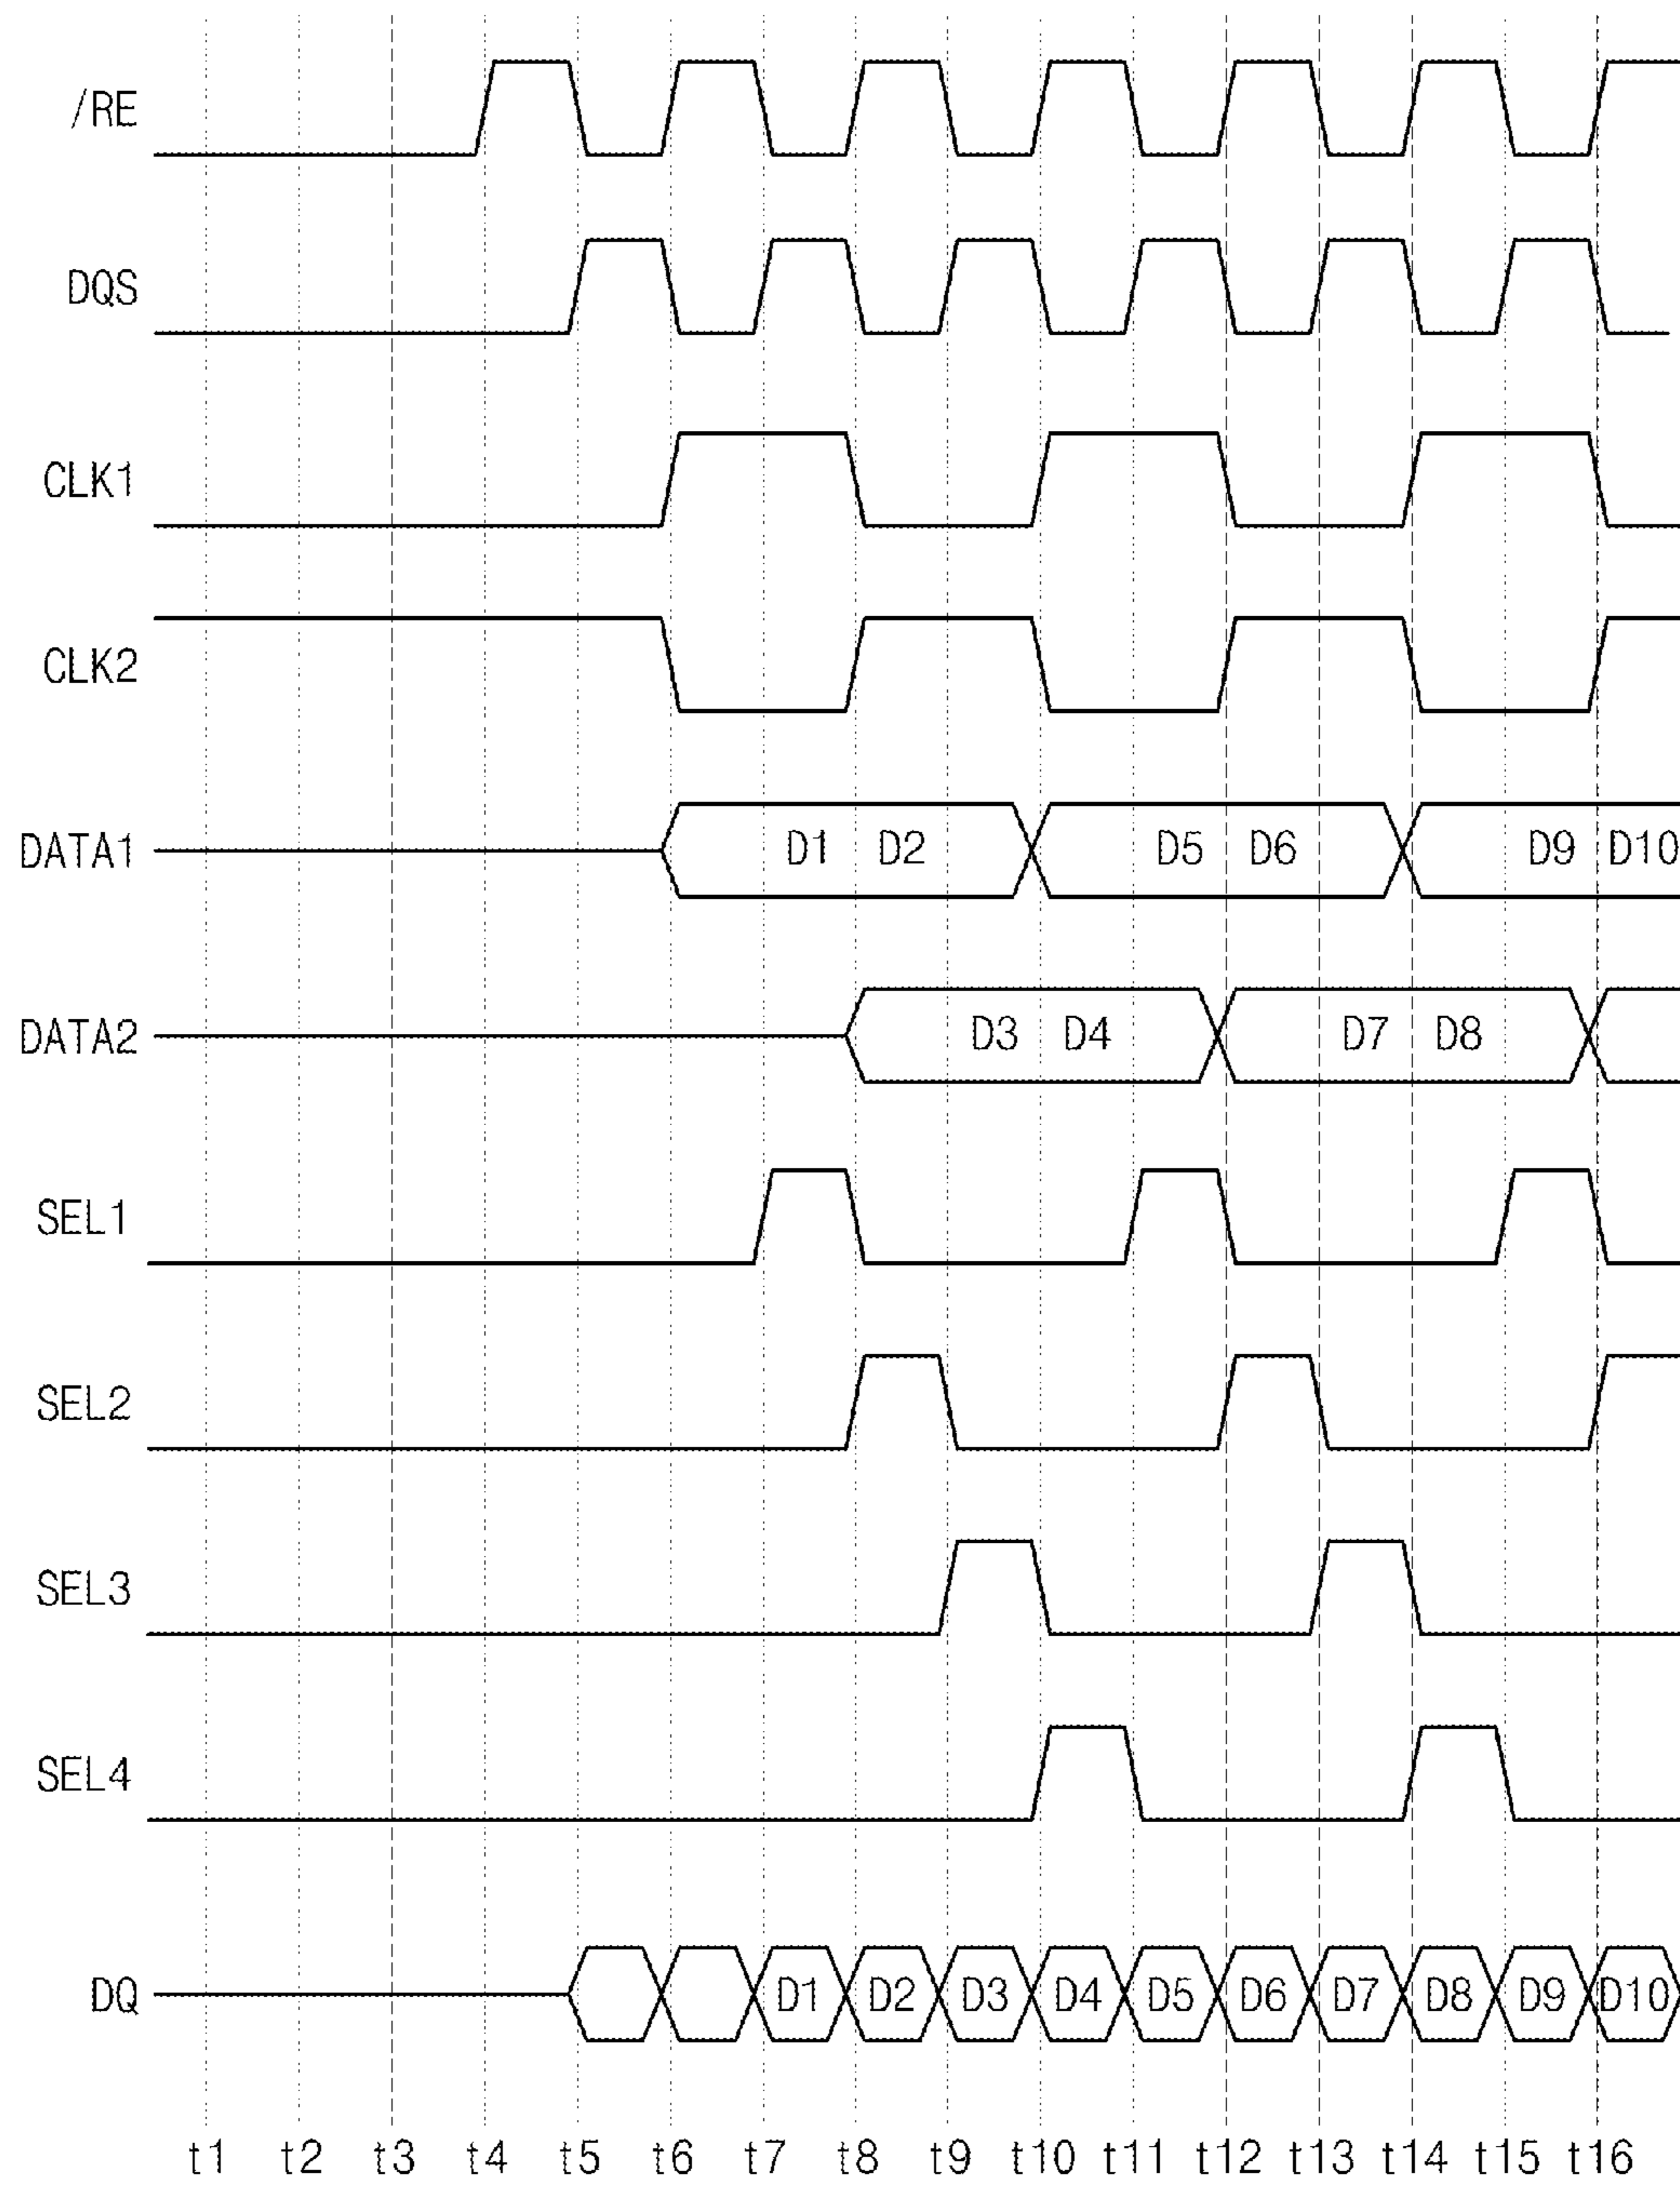 /RE
DQS
CLK1
CLK2
DATA1 D1 D2 D5 D6 D9 D10
DATA2 D3 D4 D7 D8
SEL1
SEL2
SEL3
SEL4
DQ D1 D2 D3 D4 D5 D6 D7 D8 D9 D10
t1 t2 t3 t4 t5 t6 t7 t8 t9 t10 t11 t12 t13 t14 t15 t16